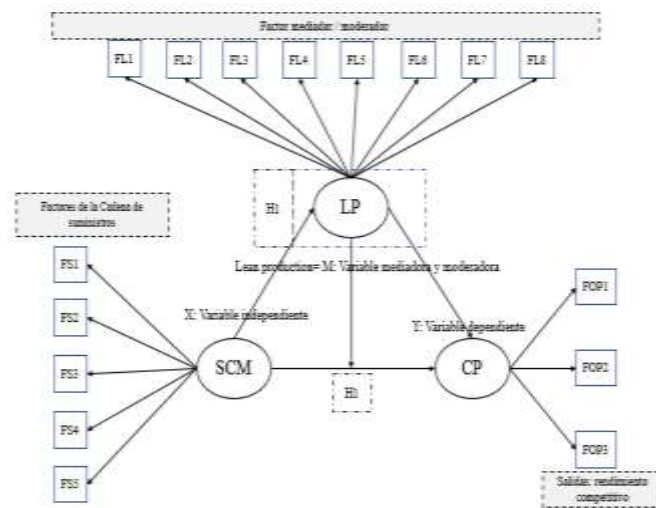 Factor mediador / moderador
FL1 FL2 FL3 FL4 FL5 FL6 FL7 FL8
H1
LP
Factores de la Cadena de
suministros
Lean production= M: Variable mediadora y moderadora
X: Variable independiente
Y: Variable dependiente
FS1
FS2
FS3
FS4
FS5
SCM
H1
CP
FOP1
FOP2
FOP3
Salidas: rendimiento
competitivo